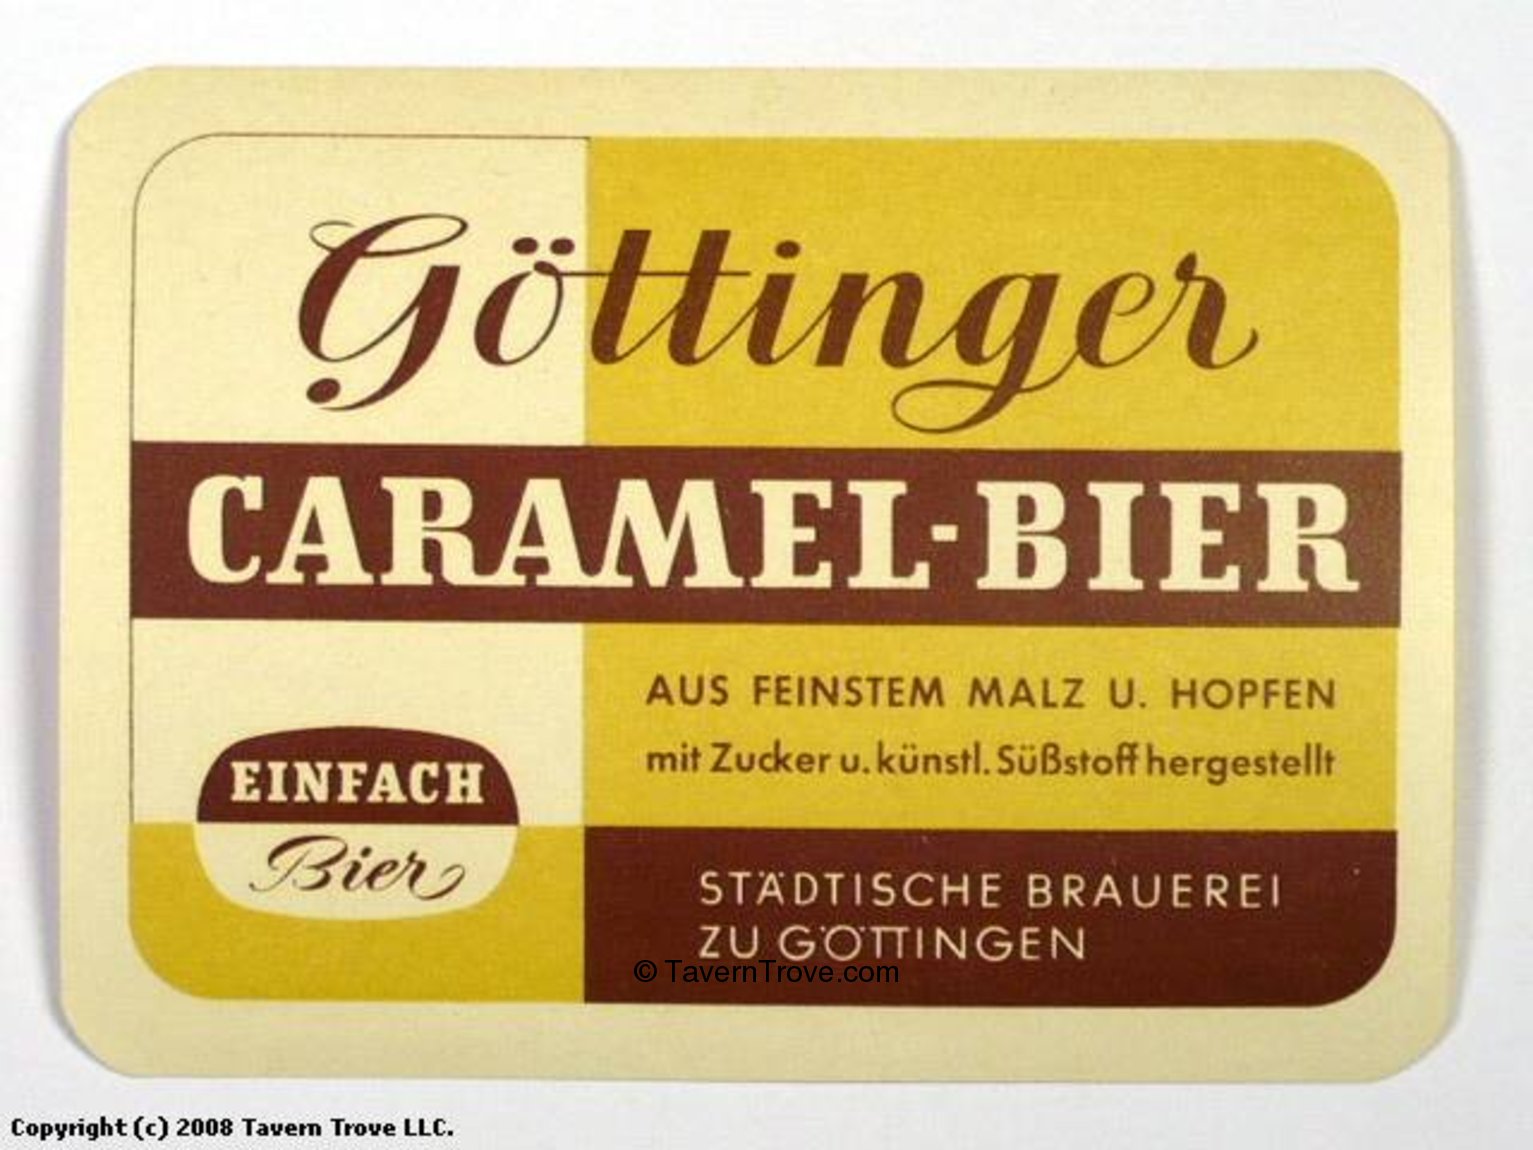 Göttinger
CARAMEL-BIER
AUS FEINSTEM MALZ U. HOPFEN
mit Zucker u. künstl. Süßstoff hergestellt
EINFACH
Bier
STÄDTISCHE BRAUEREI
ZU GÖTTINGEN
© TavernTrove.com
Copyright (c) 2008 Tavern Trove LLC.